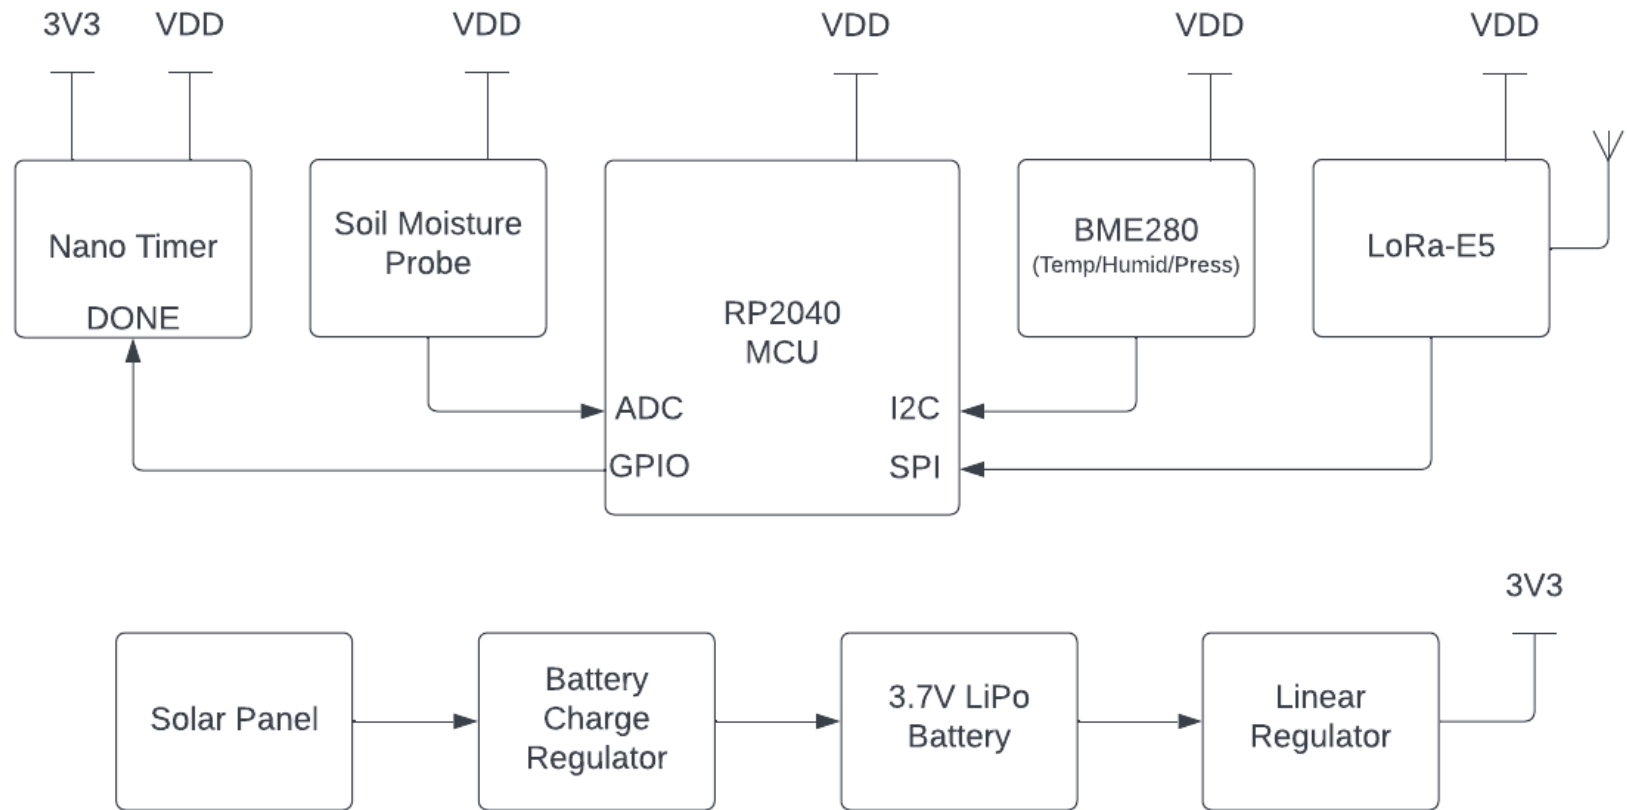 3V3 VDD VDD VDD VDD VDD
Nano Timer
DONE
Soil Moisture
Probe
RP2040
MCU
ADC
GPIO
I2C
SPI
BME280
(Temp/Humid/Press)
LoRa-E5
3V3
Solar Panel
Battery
Charge
Regulator
3.7V LiPo
Battery
Linear
Regulator